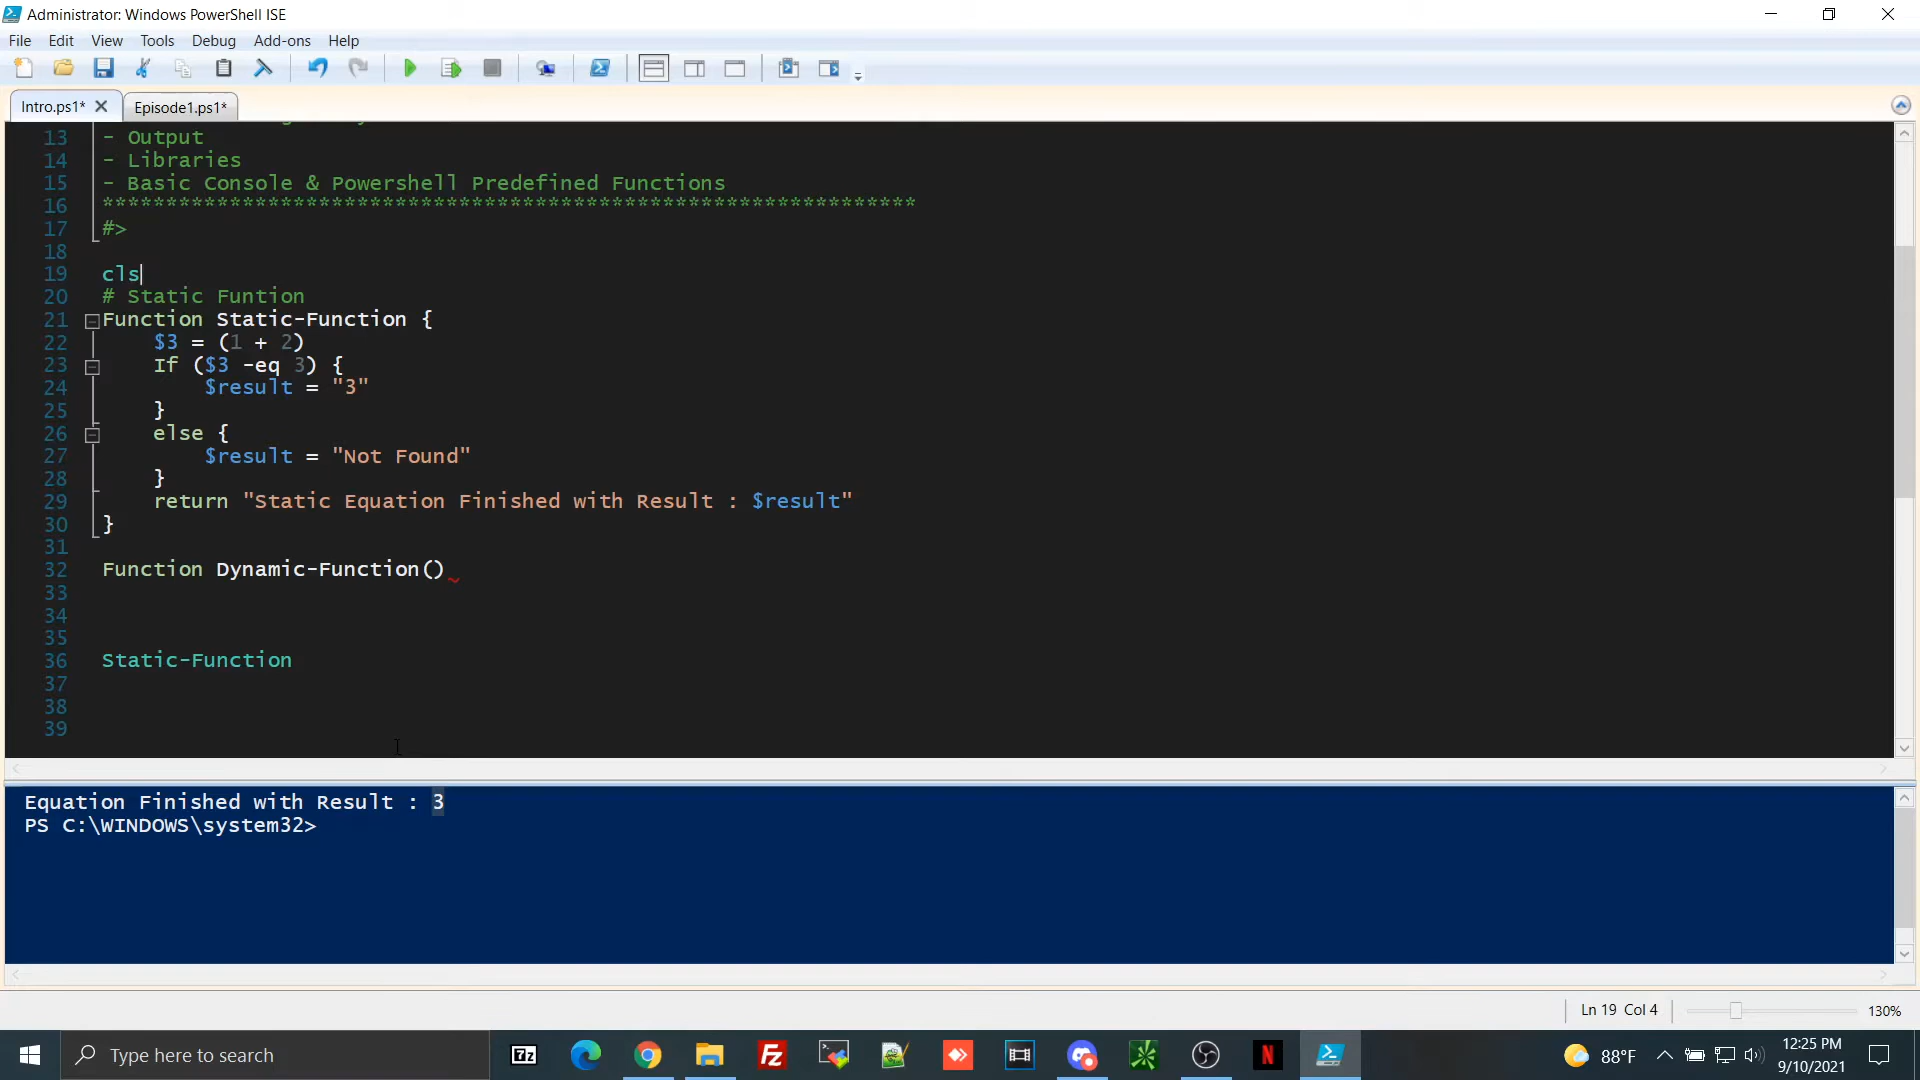 Administrator: Windows PowerShell ISE
File Edit View Tools Debug Add-ons Help
Intro.ps1* Episode1.ps1*
13 - Output
14 - Libraries
15 - Basic Console & Powershell Predefined Functions
16 ****************************************************************
17 #>
18
19 cls
20 # Static Funtion
21 Function Static-Function {
22 $3 = (1 + 2)
23 If ($3 -eq 3) {
24 $result = "3"
25 }
26 else {
27 $result = "Not Found"
28 }
29 return "Static Equation Finished with Result : $result"
30 }
31
32 Function Dynamic-Function()
33
34
35
36 Static-Function
37
38
39
Equation Finished with Result : 3
PS C:\WINDOWS\system32>
Ln 19 Col 4 130%
Type here to search
7z
Fz
N
88°F
12:25 PM
9/10/2021